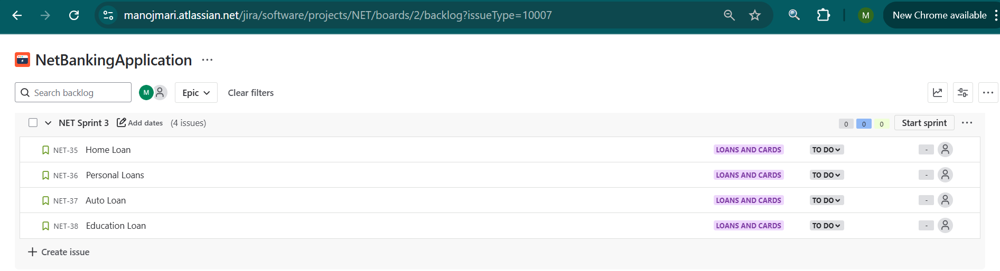 manojmari.atlassian.net/jira/software/projects/NET/boards/2/backlog?issueType=10007 M New Chrome available
NetBankingApplication ...
Search backlog M Epic Clear filters
NET Sprint 3 Add dates (4 issues) 0 0 0 Start sprint ...
NET-35 Home Loan LOANS AND CARDS TO DO -
NET-36 Personal Loans LOANS AND CARDS TO DO -
NET-37 Auto Loan LOANS AND CARDS TO DO -
NET-38 Education Loan LOANS AND CARDS TO DO -
+ Create issue